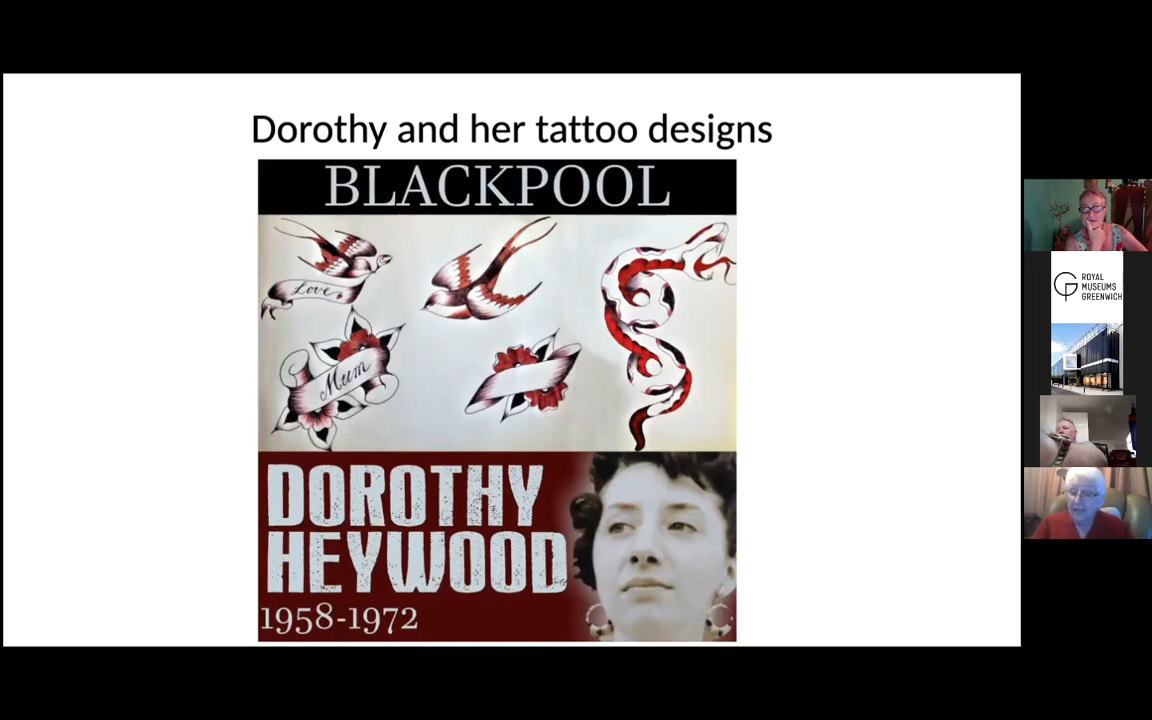 Dorothy and her tattoo designs
BLACKPOOL
Love
Mum
DOROTHY
HEYWOOD
1958-1972
ROYAL
MUSEUMS
GREENWICH